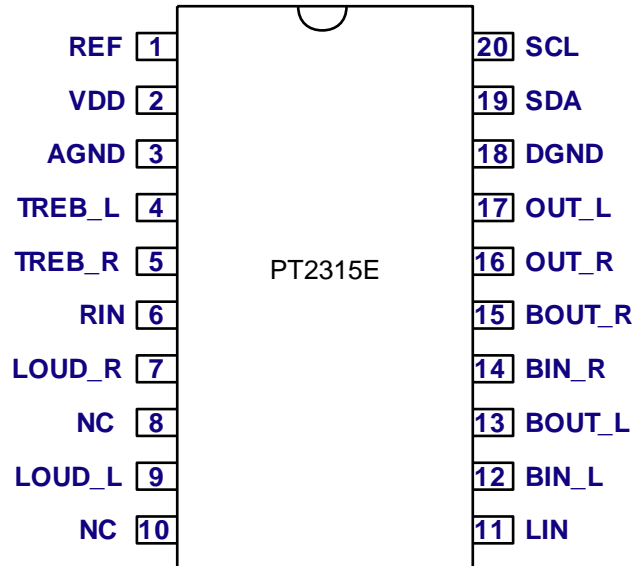 REF 1 20 SCL
VDD 2 19 SDA
AGND 3 18 DGND
TREB_L 4 17 OUT_L
TREB_R 5 16 OUT_R
PT2315E
RIN 6 15 BOUT_R
LOUD_R 7 14 BIN_R
NC 8 13 BOUT_L
LOUD_L 9 12 BIN_L
NC 10 11 LIN